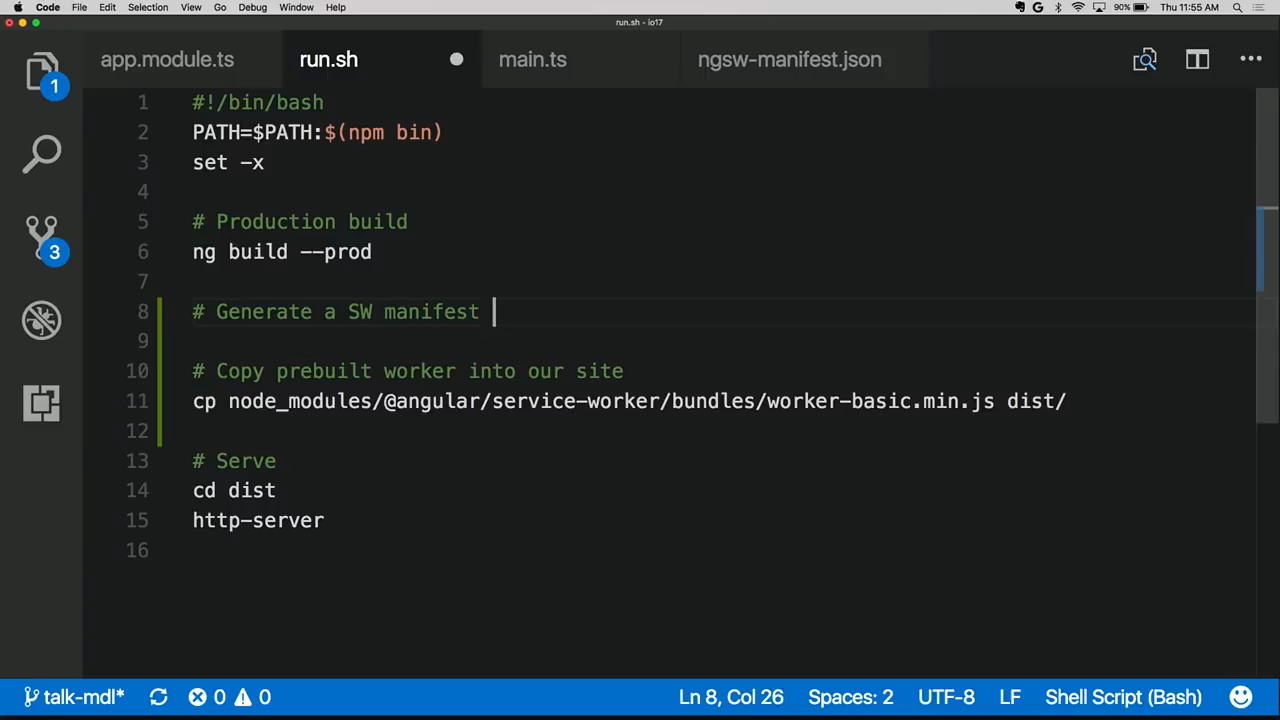 Code File Edit Selection View Go Debug Window Help 90% Thu 11:55 AM
run.sh - io17
app.module.ts run.sh main.ts ngsw-manifest.json
1 #!/bin/bash
2 PATH=$PATH:$(npm bin)
3 set -x
4
5 # Production build
6 ng build --prod
7
8 # Generate a SW manifest
9
10 # Copy prebuilt worker into our site
11 cp node_modules/@angular/service-worker/bundles/worker-basic.min.js dist/
12
13 # Serve
14 cd dist
15 http-server
16
1
3
talk-mdl* 0 0 Ln 8, Col 26 Spaces: 2 UTF-8 LF Shell Script (Bash)